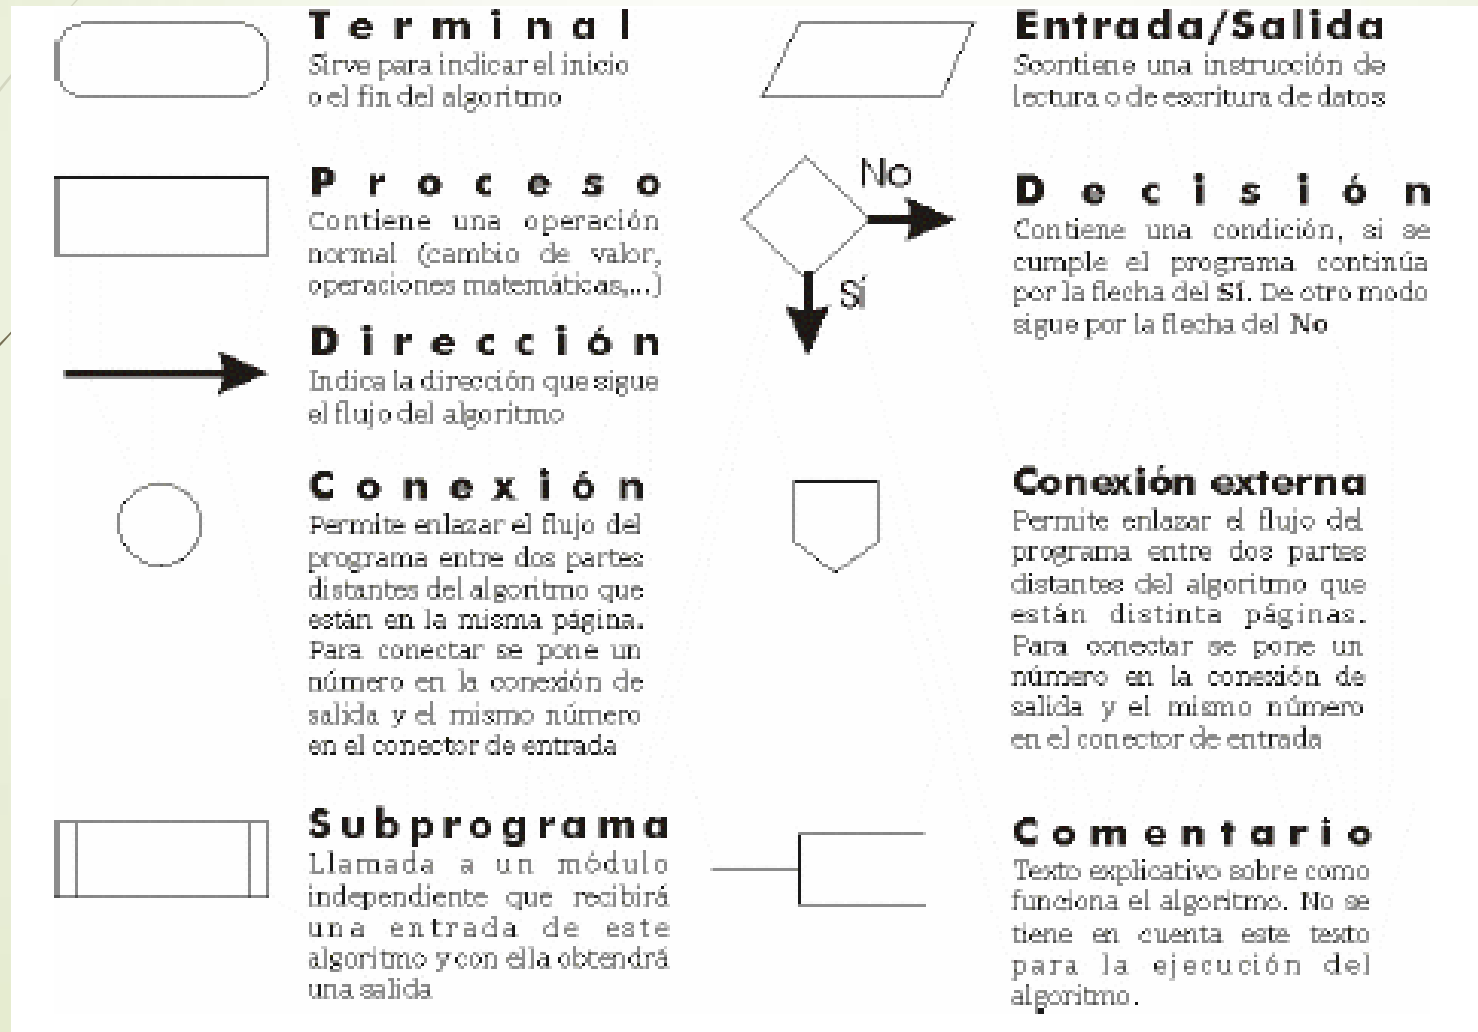 Terminal
Sirve para indicar el inicio
o el fin del algoritmo
Entrada/Salida
Scontiene una instrucción de
lectura o de escritura de datos
Proceso
Contiene una operación
normal (cambio de valor,
operaciones matemáticas,...)
No
Sí
Decisión
Contiene una condición, si se
cumple el programa continúa
por la flecha del Sí. De otro modo
sigue por la flecha del No
Dirección
Indica la dirección que sigue
el flujo del algoritmo
Conexión
Permite enlazar el flujo del
programa entre dos partes
distantes del algoritmo que
están en la misma página.
Para conectar se pone un
número en la conexión de
salida y el mismo número
en el conector de entrada
Conexión externa
Permite enlazar el flujo del
programa entre dos partes
distantes del algoritmo que
están distinta páginas.
Para conectar se pone un
número en la conexión de
salida y el mismo número
en el conector de entrada
Subprograma
Llamada a un módulo
independiente que recibirá
una entrada de este
algoritmo y con ella obtendrá
una salida
Comentario
Texto explicativo sobre como
funciona el algoritmo. No se
tiene en cuenta este texto
para la ejecución del
algoritmo.